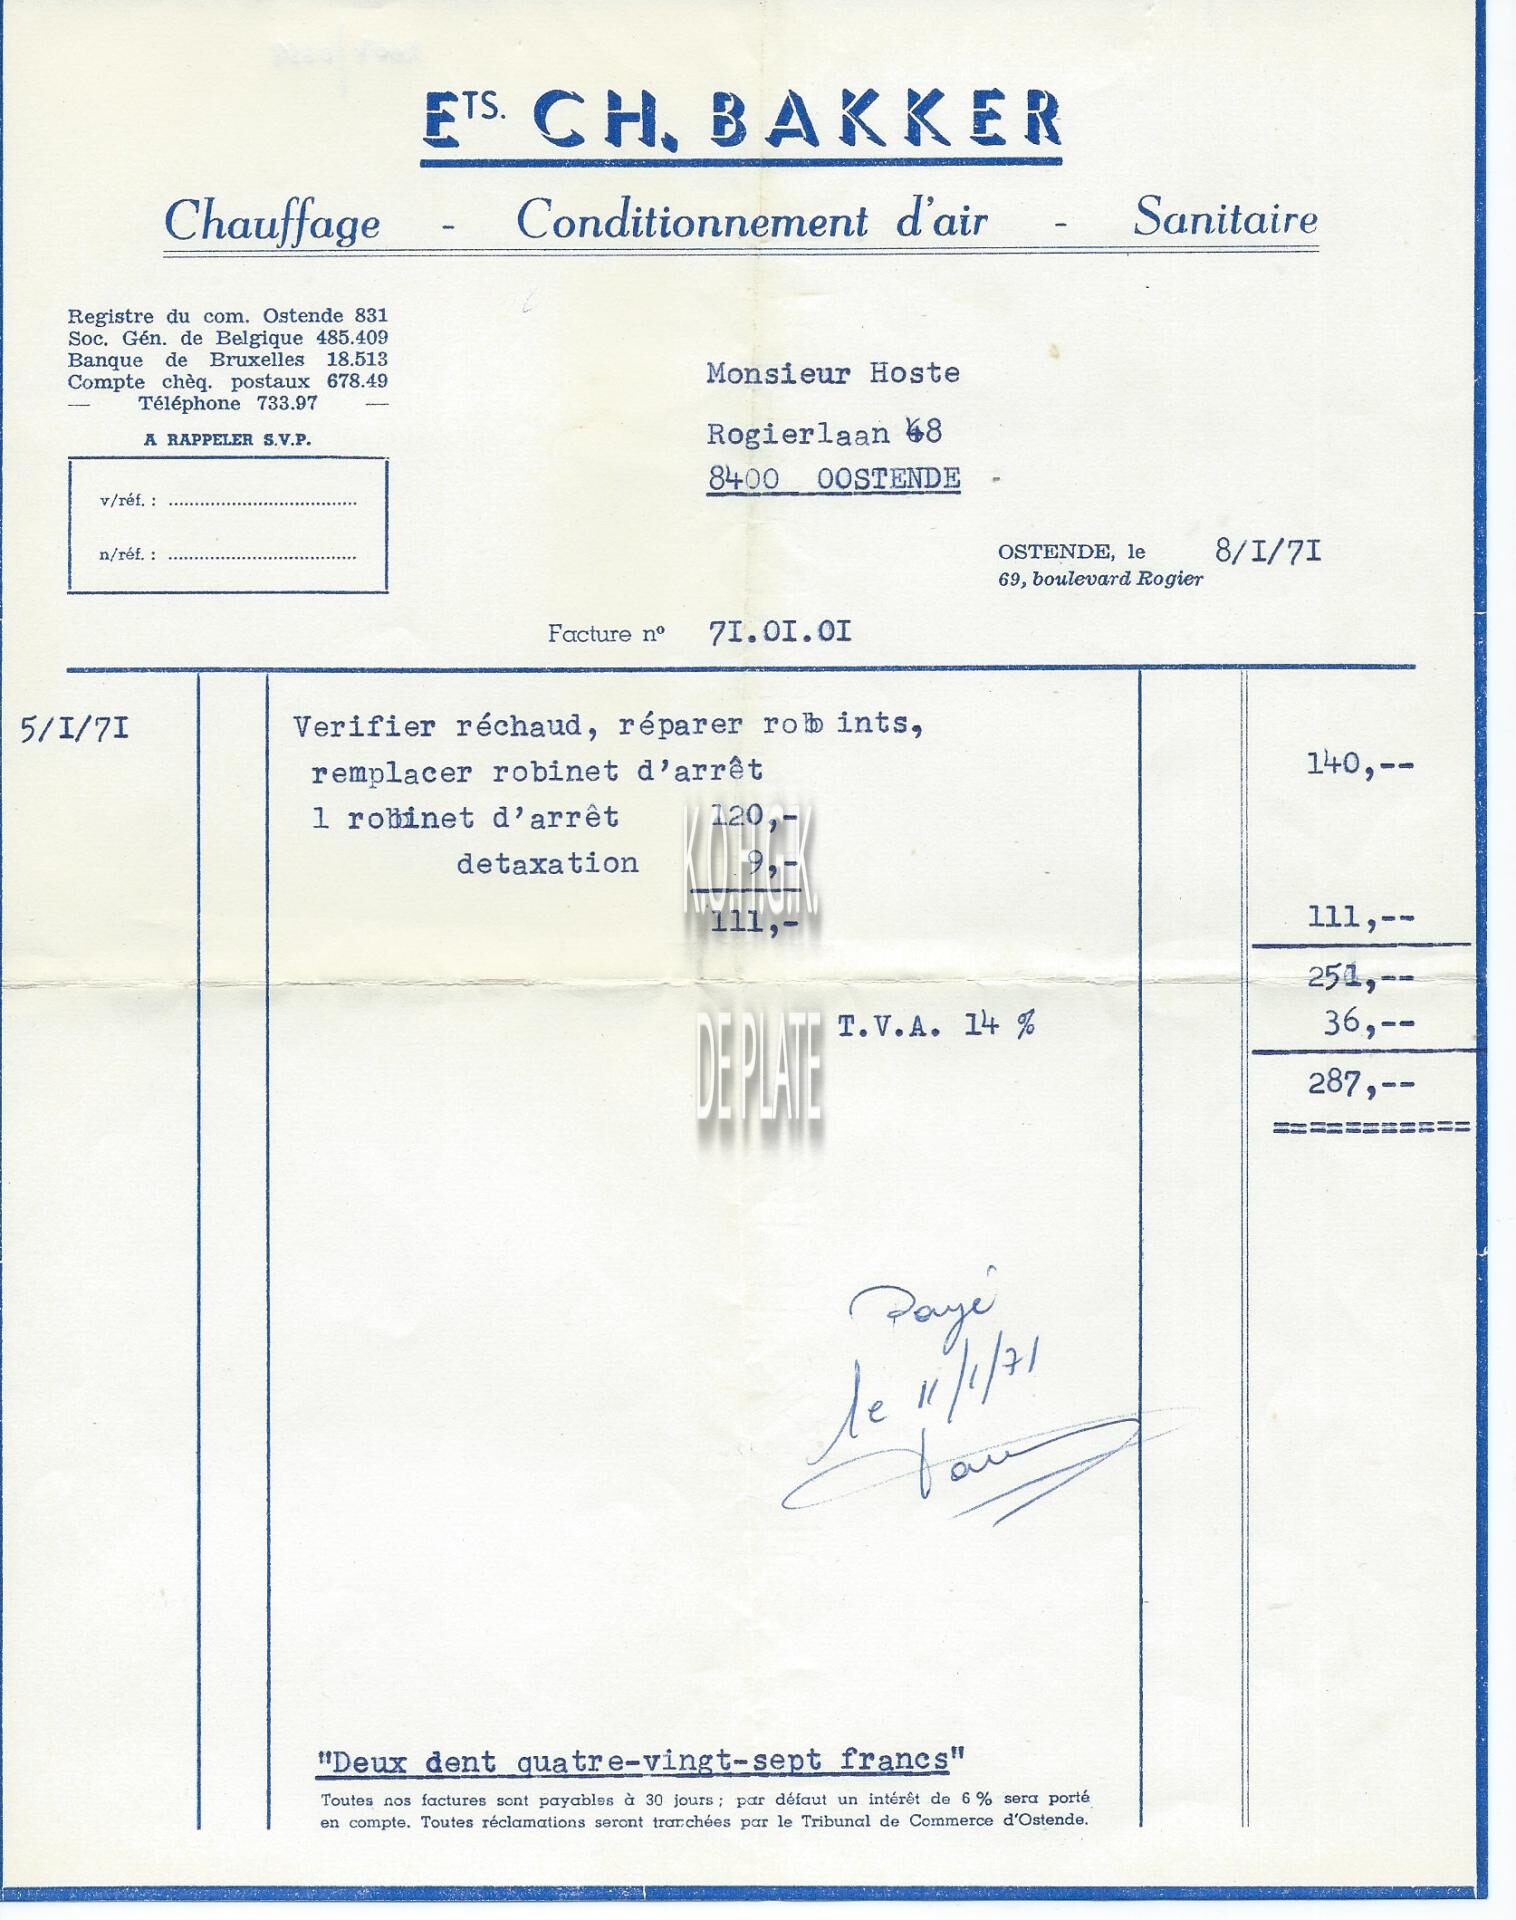 ETS. CH. BAKKER
Chauffage - Conditionnement d'air - Sanitaire
Registre du com. Ostende 831
Soc. Gén. de Belgique 485.409
Banque de Bruxelles 18.513
Compte chèq. postaux 678.49
— Téléphone 733.97 —
A RAPPELER S.V.P.
v/réf. :
n/réf. :
Monsieur Hoste
Rogierlaan 48
8400 OOSTENDE
OSTENDE, le 8/I/7I
69, boulevard Rogier
Facture nº 7I.0I.0I
5/I/7I Verifier réchaud, réparer robb ints,
remplacer robinet d'arrêt 140,--
1 robinet d'arrêt 120,-
detaxation 9,-
111,- 111,--
251,--
T.V.A. 14 % 36,--
287,--
===========
K.O.H.G.K.
DE PLATE
Payé
le 11/1/71
"Deux dent quatre-vingt-sept francs"
Toutes nos factures sont payables à 30 jours ; par défaut un intérêt de 6 % sera porté
en compte. Toutes réclamations seront tranchées par le Tribunal de Commerce d'Ostende.